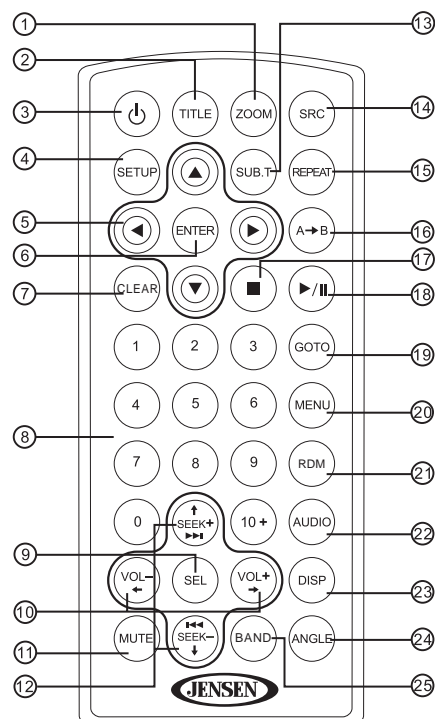 ① ⑬
②
③ TITLE ZOOM SRC ⑭
④ SETUP SUB.T REPEAT ⑮
⑤ ENTER A➔B ⑯
⑥ ⑰
⑦ CLEAR ▶/II ⑱
1 2 3 GOTO ⑲
4 5 6 MENU ⑳
⑧ 7 8 9 RDM ㉑
0 SEEK+ 10+ AUDIO ㉒
⑨ VOL- SEL VOL+ DISP ㉓
⑩
⑪ MUTE SEEK- BAND ANGLE ㉔
⑫ ㉕
JENSEN